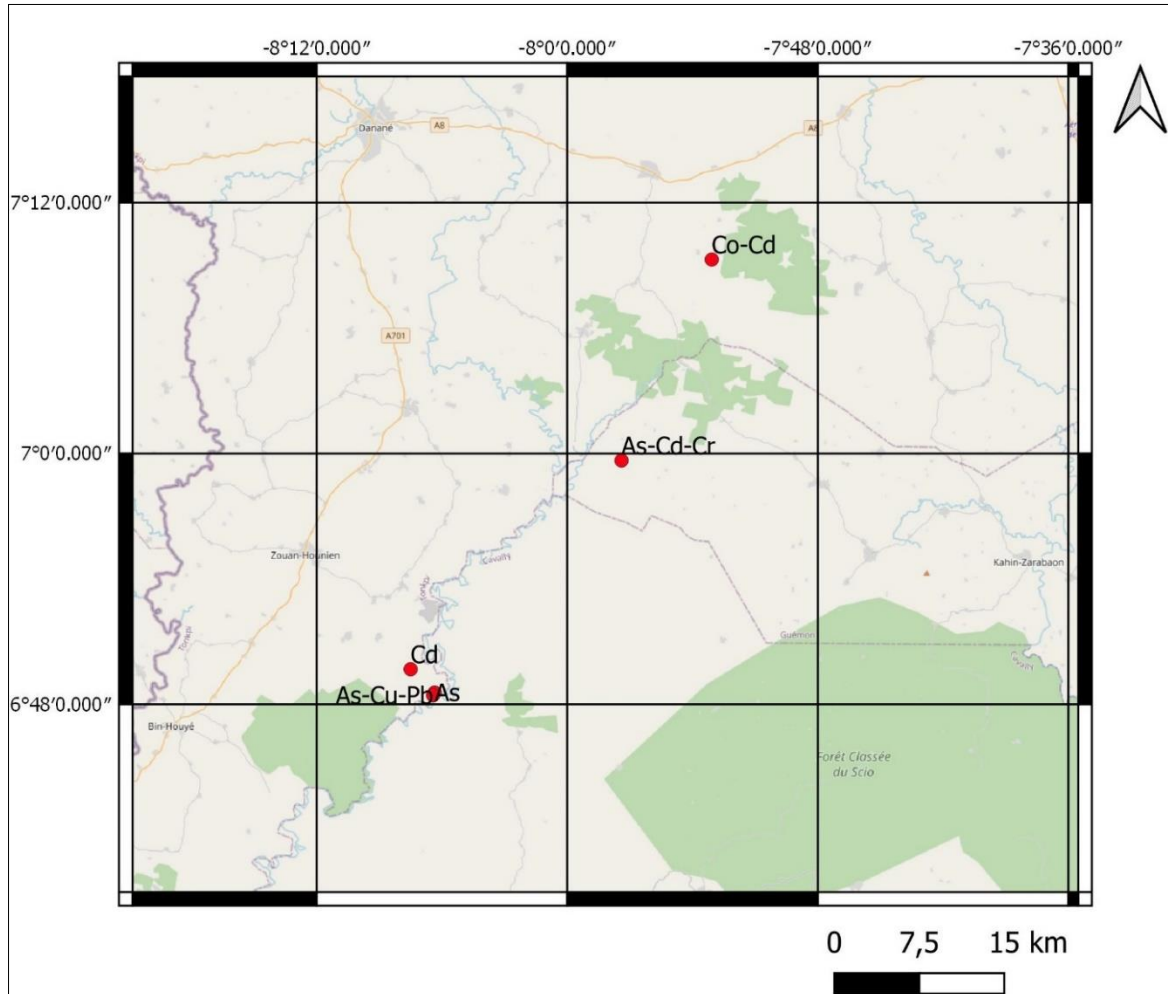 -8°12′0.000″ -8°0′0.000″ -7°48′0.000″ -7°36′0.000″
Danané
A8
A8
7°12′0.000″
Co-Cd
A701
7°0′0.000″
As-Cd-Cr
Zouan-Hounien
Cavally
Kahin-Zarabaon
Tonkpi
Tonkpi
Guémon
Cavally
Cd
As-Cu-Pb
As
6°48′0.000″
Bin-Houyé
Forêt Classée
du Scio
0 7,5 15 km